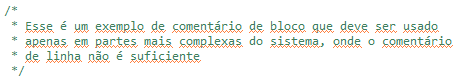 /*
 * Esse é um exemplo de comentário de bloco que deve ser usado
 * apenas em partes mais complexas do sistema, onde o comentário
 * de linha não é suficiente
 */